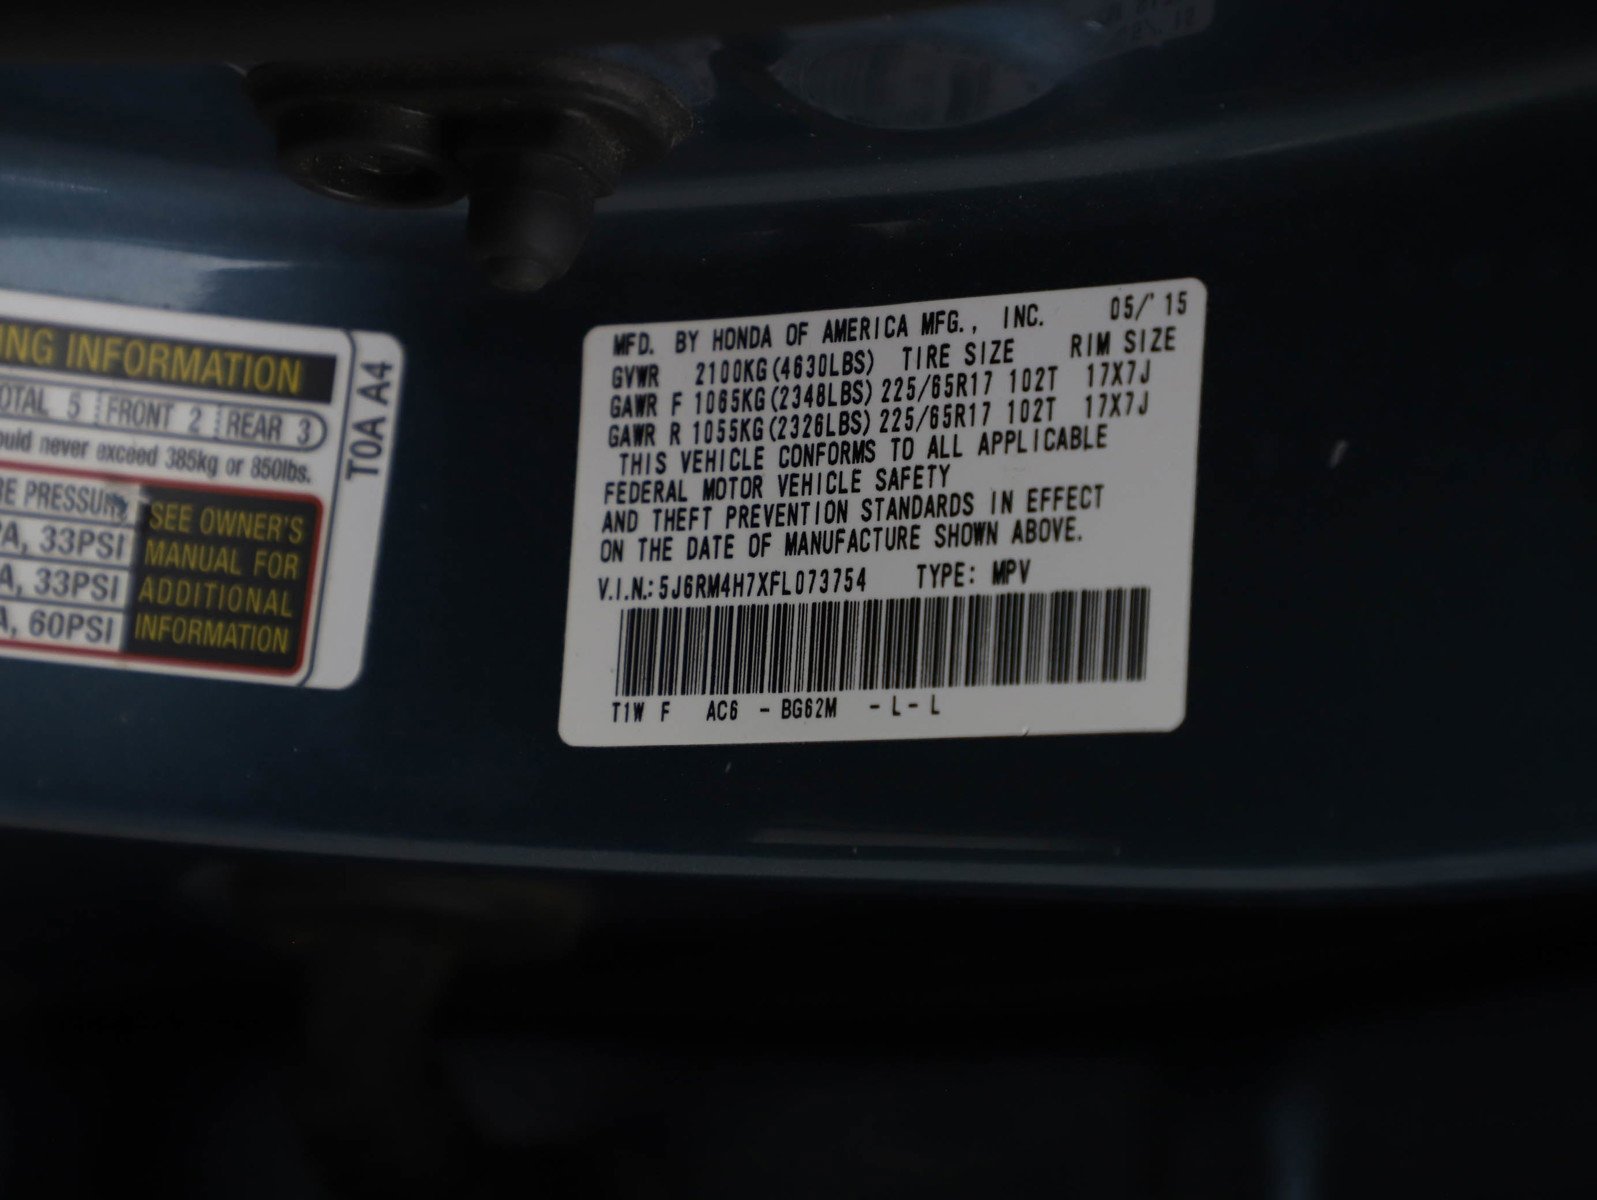 ING INFORMATION
OTAL 5 FRONT 2 REAR 3
ould never exceed 385kg or 850lbs.
RE PRESSURE
A, 33PSI
A, 33PSI
A, 60PSI
SEE OWNER'S
MANUAL FOR
ADDITIONAL
INFORMATION
T0A A4
MFD. BY HONDA OF AMERICA MFG., INC. 05/'15
GVWR 2100KG(4630LBS) TIRE SIZE RIM SIZE
GAWR F 1065KG(2348LBS) 225/65R17 102T 17X7J
GAWR R 1055KG(2326LBS) 225/65R17 102T 17X7J
THIS VEHICLE CONFORMS TO ALL APPLICABLE
FEDERAL MOTOR VEHICLE SAFETY
AND THEFT PREVENTION STANDARDS IN EFFECT
ON THE DATE OF MANUFACTURE SHOWN ABOVE.
V.I.N.: 5J6RM4H7XFL073754 TYPE: MPV
T1W F AC6 - BG62M - L - L